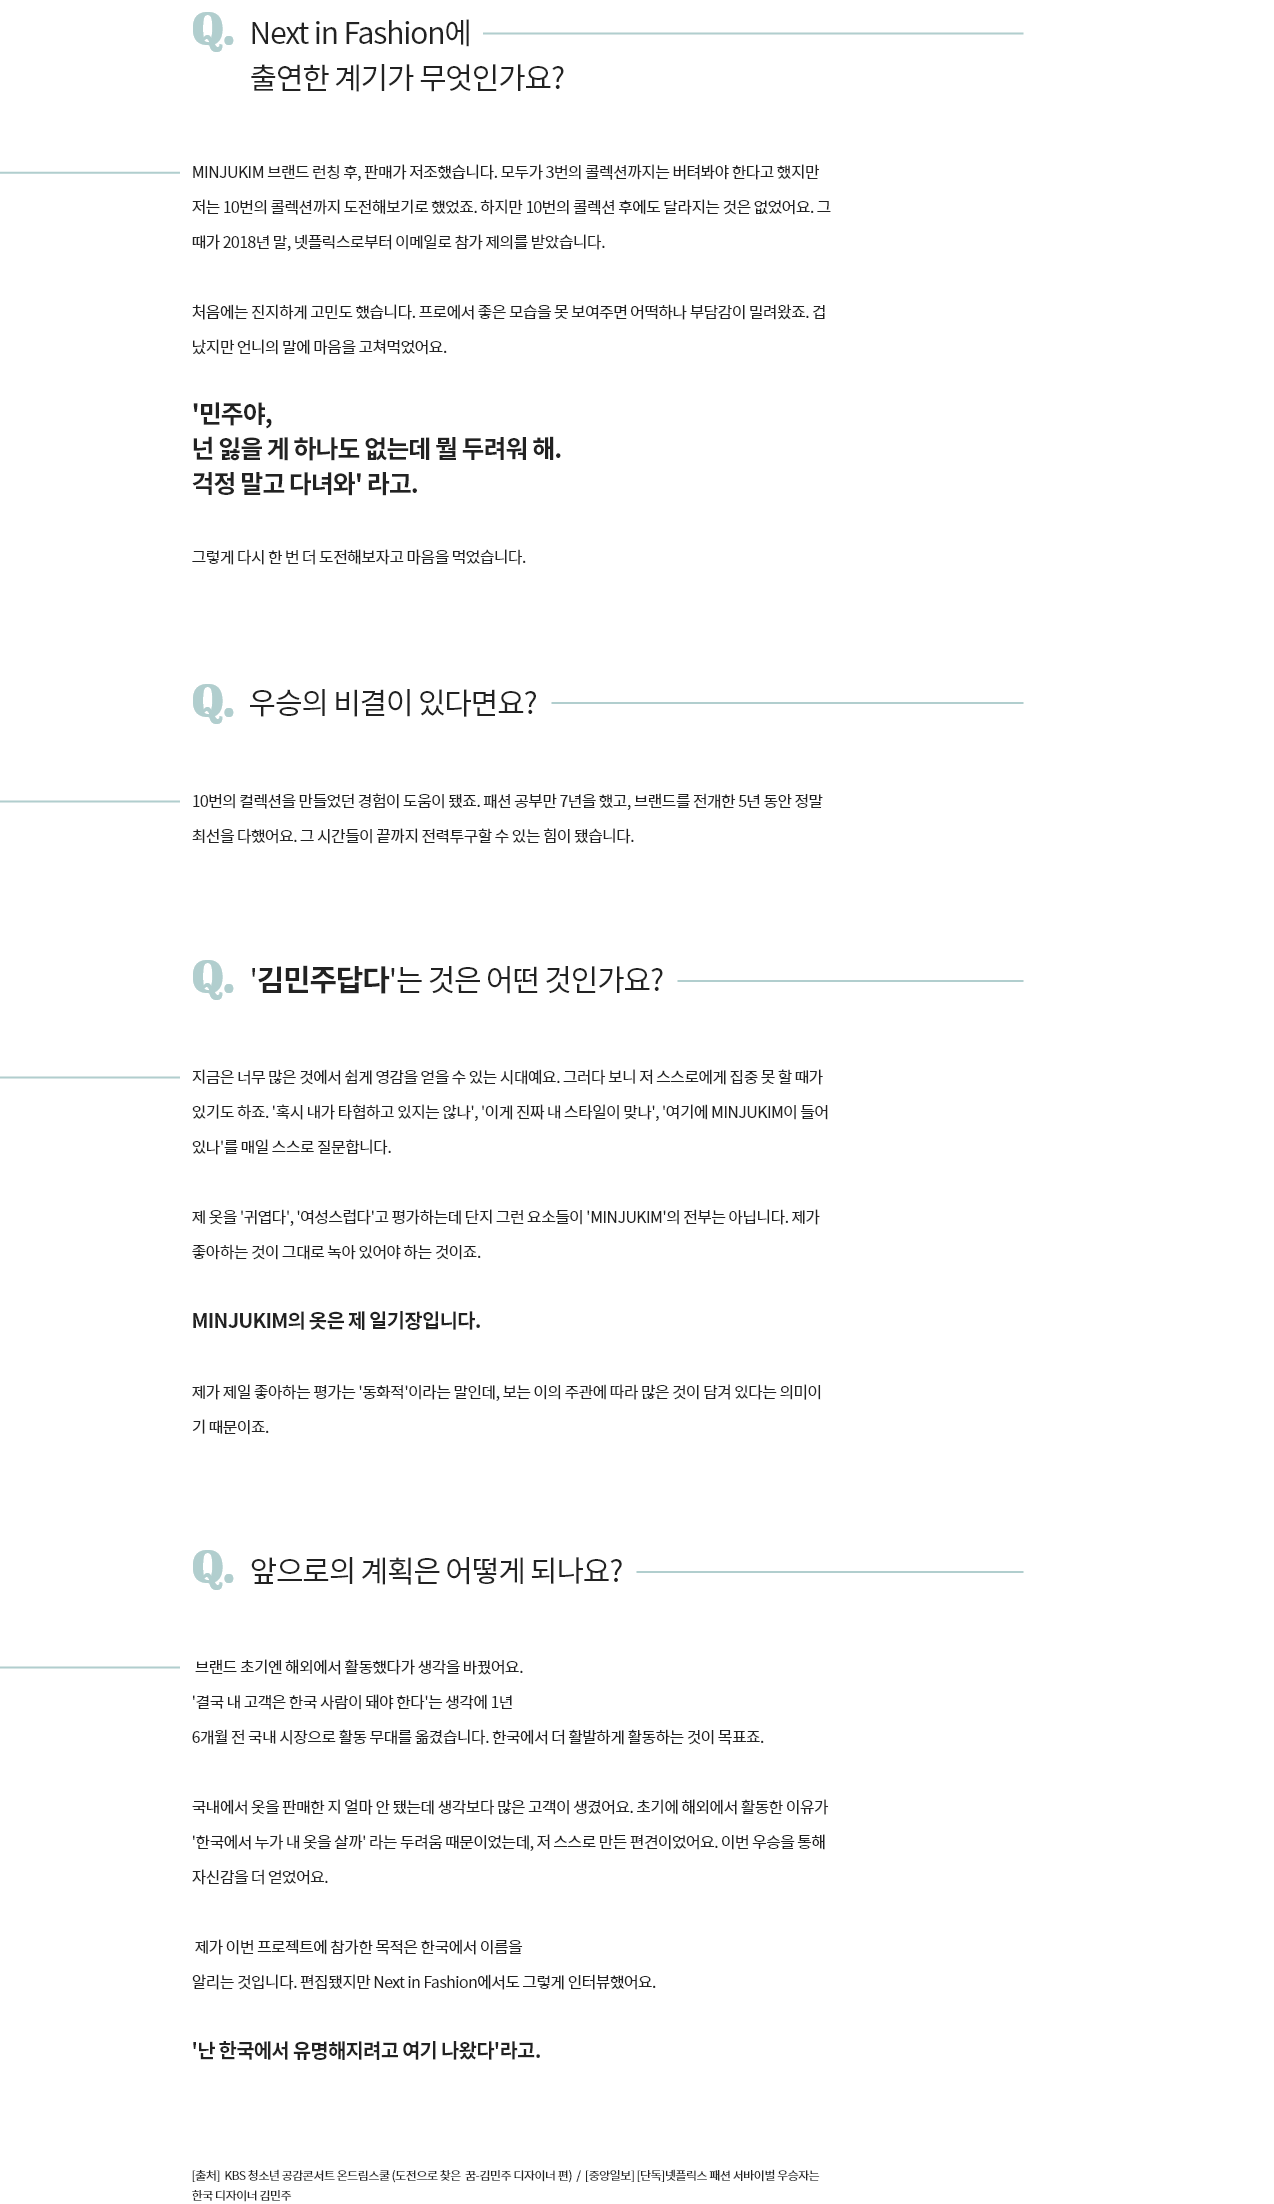 Q. Next in Fashion에
출연한 계기가 무엇인가요?
MINJUKIM 브랜드 런칭 후, 판매가 저조했습니다. 모두가 3번의 콜렉션까지는 버텨봐야 한다고 했지만
저는 10번의 콜렉션까지 도전해보기로 했었죠. 하지만 10번의 콜렉션 후에도 달라지는 것은 없었어요. 그
때가 2018년 말, 넷플릭스로부터 이메일로 참가 제의를 받았습니다.
처음에는 진지하게 고민도 했습니다. 프로에서 좋은 모습을 못 보여주면 어떡하나 부담감이 밀려왔죠. 겁
났지만 언니의 말에 마음을 고쳐먹었어요.
'민주야,
넌 잃을 게 하나도 없는데 뭘 두려워 해.
걱정 말고 다녀와' 라고.
그렇게 다시 한 번 더 도전해보자고 마음을 먹었습니다.
Q. 우승의 비결이 있다면요?
10번의 컬렉션을 만들었던 경험이 도움이 됐죠. 패션 공부만 7년을 했고, 브랜드를 전개한 5년 동안 정말
최선을 다했어요. 그 시간들이 끝까지 전력투구할 수 있는 힘이 됐습니다.
Q. '김민주답다'는 것은 어떤 것인가요?
지금은 너무 많은 것에서 쉽게 영감을 얻을 수 있는 시대예요. 그러다 보니 저 스스로에게 집중 못 할 때가
있기도 하죠. '혹시 내가 타협하고 있지는 않나', '이게 진짜 내 스타일이 맞나', '여기에 MINJUKIM이 들어
있나'를 매일 스스로 질문합니다.
제 옷을 '귀엽다', '여성스럽다'고 평가하는데 단지 그런 요소들이 'MINJUKIM'의 전부는 아닙니다. 제가
좋아하는 것이 그대로 녹아 있어야 하는 것이죠.
MINJUKIM의 옷은 제 일기장입니다.
제가 제일 좋아하는 평가는 '동화적'이라는 말인데, 보는 이의 주관에 따라 많은 것이 담겨 있다는 의미이
기 때문이죠.
Q. 앞으로의 계획은 어떻게 되나요?
브랜드 초기엔 해외에서 활동했다가 생각을 바꿨어요.
'결국 내 고객은 한국 사람이 돼야 한다'는 생각에 1년
6개월 전 국내 시장으로 활동 무대를 옮겼습니다. 한국에서 더 활발하게 활동하는 것이 목표죠.
국내에서 옷을 판매한 지 얼마 안 됐는데 생각보다 많은 고객이 생겼어요. 초기에 해외에서 활동한 이유가
'한국에서 누가 내 옷을 살까' 라는 두려움 때문이었는데, 저 스스로 만든 편견이었어요. 이번 우승을 통해
자신감을 더 얻었어요.
제가 이번 프로젝트에 참가한 목적은 한국에서 이름을
알리는 것입니다. 편집됐지만 Next in Fashion에서도 그렇게 인터뷰했어요.
'난 한국에서 유명해지려고 여기 나왔다'라고.
[출처] KBS 청소년 공감콘서트 온드림스쿨 (도전으로 찾은 꿈-김민주 디자이너 편) / [중앙일보] [단독]넷플릭스 패션 서바이벌 우승자는
한국 디자이너 김민주